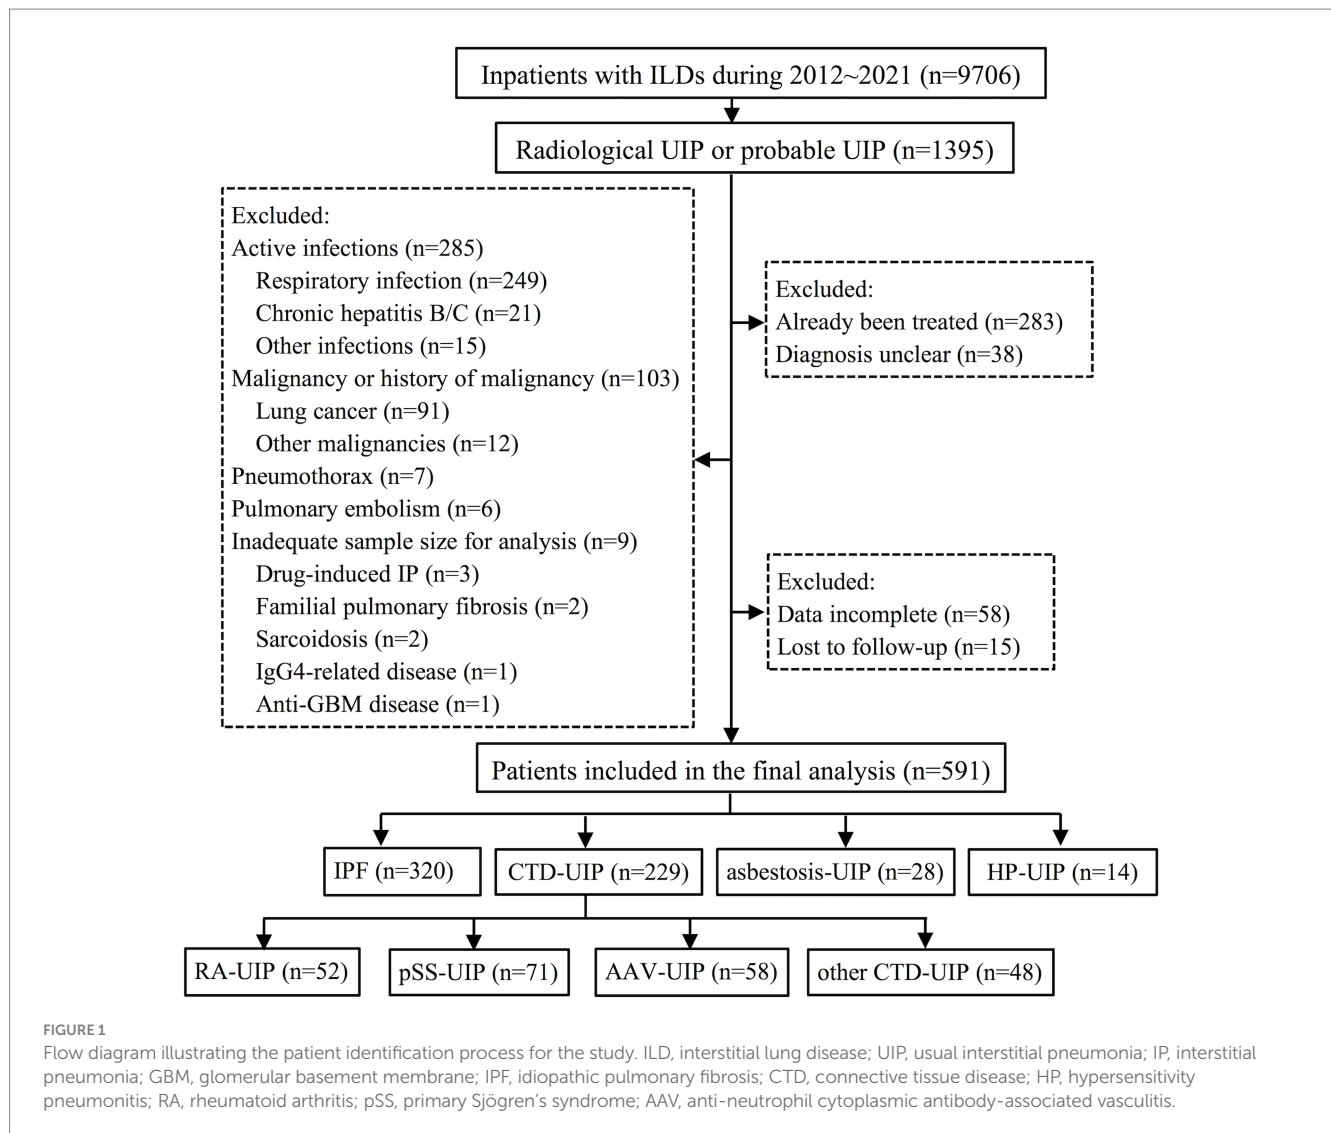 Inpatients with ILDs during 2012~2021 (n=9706)
Radiological UIP or probable UIP (n=1395)
Excluded:
Active infections (n=285)
Respiratory infection (n=249)
Chronic hepatitis B/C (n=21)
Other infections (n=15)
Malignancy or history of malignancy (n=103)
Lung cancer (n=91)
Other malignancies (n=12)
Pneumothorax (n=7)
Pulmonary embolism (n=6)
Inadequate sample size for analysis (n=9)
Drug-induced IP (n=3)
Familial pulmonary fibrosis (n=2)
Sarcoidosis (n=2)
IgG4-related disease (n=1)
Anti-GBM disease (n=1)
Excluded:
Already been treated (n=283)
Diagnosis unclear (n=38)
Excluded:
Data incomplete (n=58)
Lost to follow-up (n=15)
Patients included in the final analysis (n=591)
IPF (n=320)
CTD-UIP (n=229)
asbestosis-UIP (n=28)
HP-UIP (n=14)
RA-UIP (n=52)
pSS-UIP (n=71)
AAV-UIP (n=58)
other CTD-UIP (n=48)
FIGURE 1
Flow diagram illustrating the patient identification process for the study. ILD, interstitial lung disease; UIP, usual interstitial pneumonia; IP, interstitial
pneumonia; GBM, glomerular basement membrane; IPF, idiopathic pulmonary fibrosis; CTD, connective tissue disease; HP, hypersensitivity
pneumonitis; RA, rheumatoid arthritis; pSS, primary Sjögren's syndrome; AAV, anti-neutrophil cytoplasmic antibody-associated vasculitis.